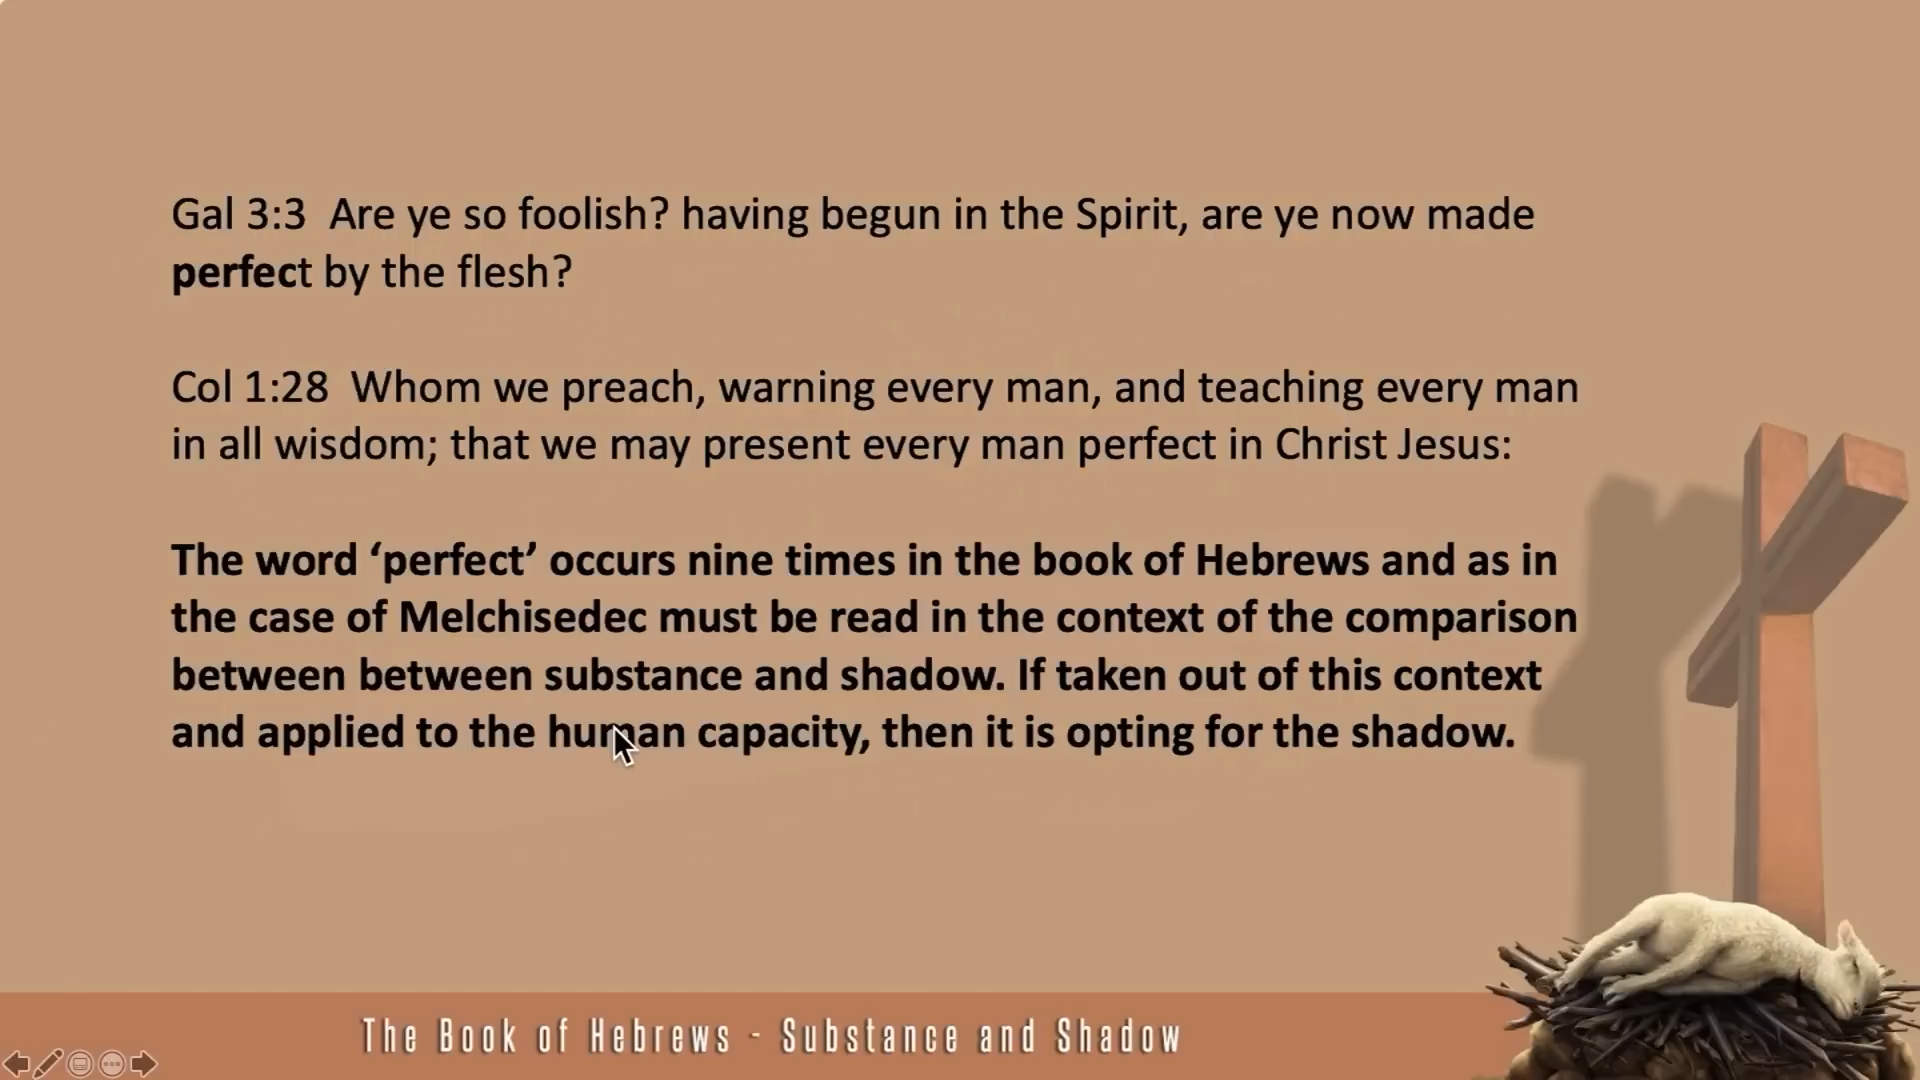 Gal 3:3  Are ye so foolish? having begun in the Spirit, are ye now made
perfect by the flesh?
Col 1:28  Whom we preach, warning every man, and teaching every man
in all wisdom; that we may present every man perfect in Christ Jesus:
The word ‘perfect’ occurs nine times in the book of Hebrews and as in
the case of Melchisedec must be read in the context of the comparison
between between substance and shadow. If taken out of this context
and applied to the human capacity, then it is opting for the shadow.
The Book of Hebrews - Substance and Shadow